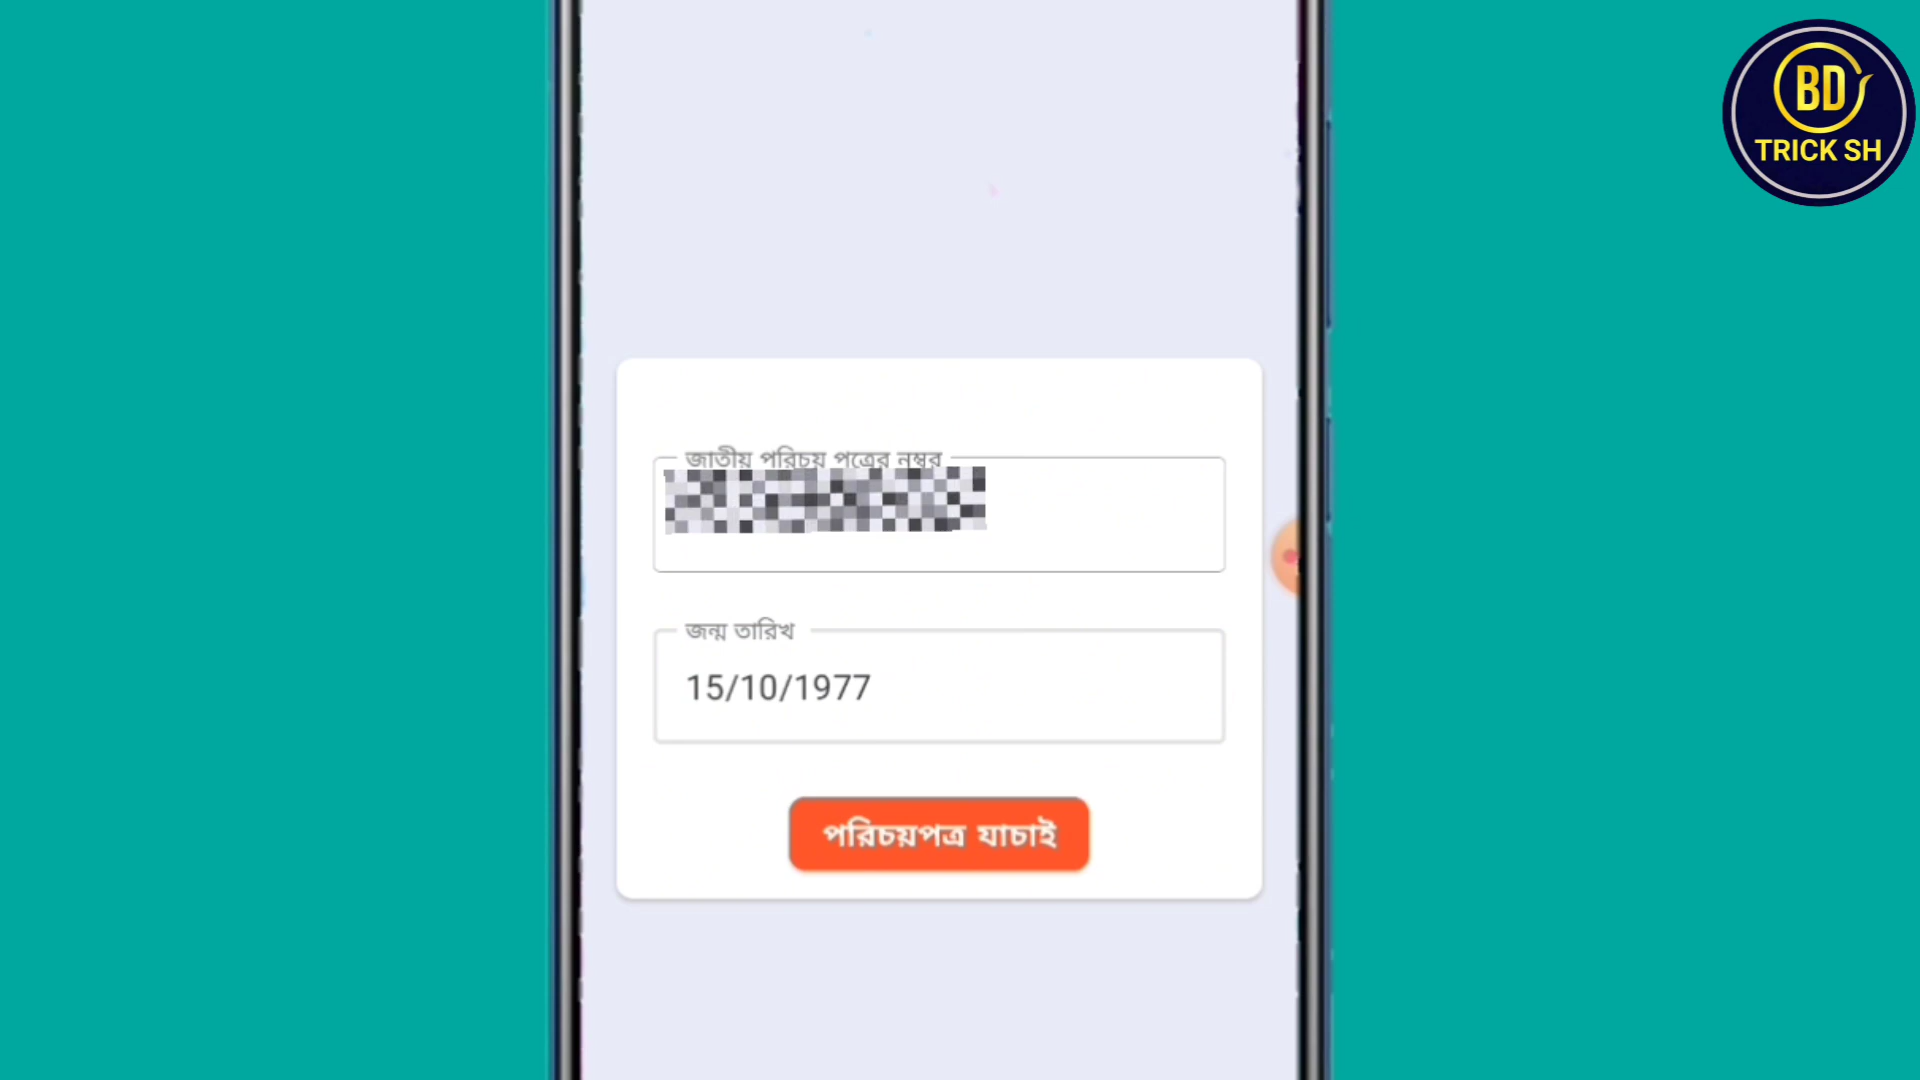 BD
TRICK SH
জাতীয় পরিচয় পত্রের নম্বর
জন্ম তারিখ
15/10/1977
পরিচয়পত্র যাচাই